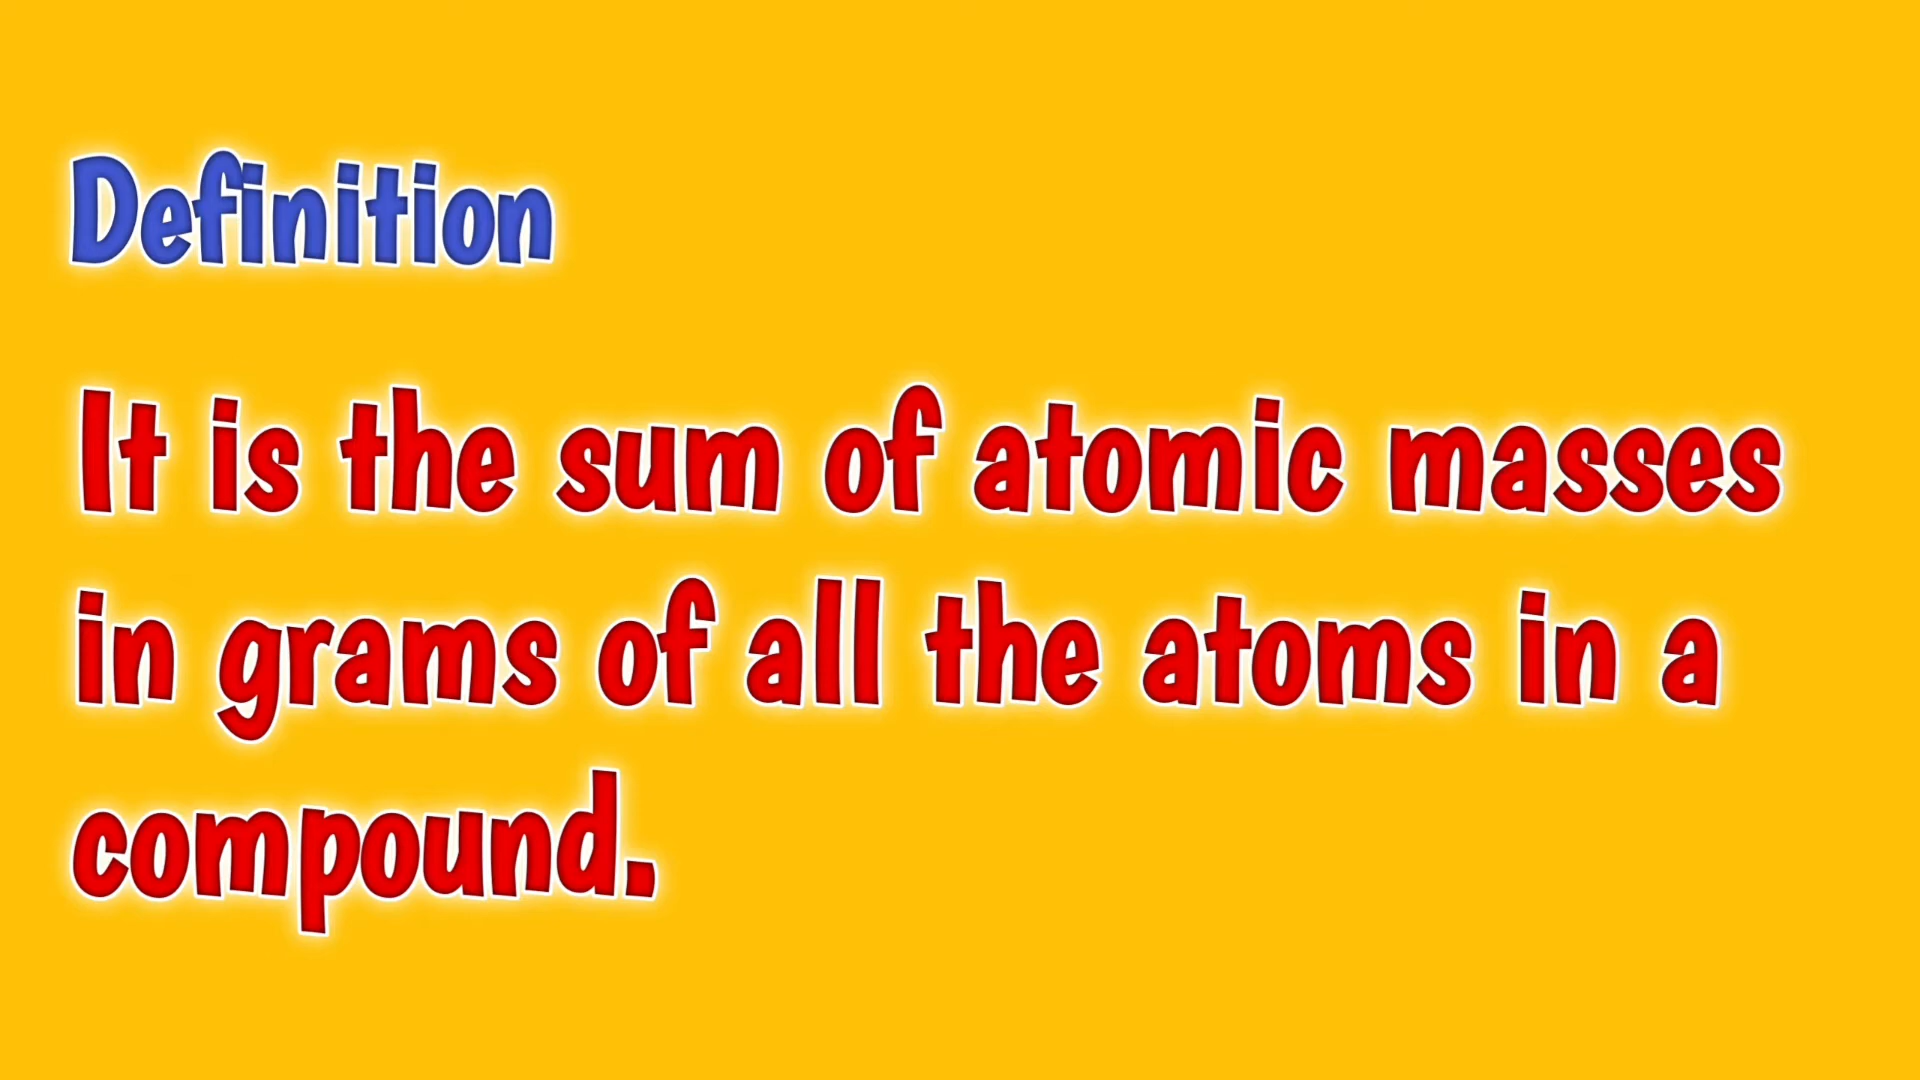 Definition
It is the sum of atomic masses
in grams of all the atoms in a
compound.